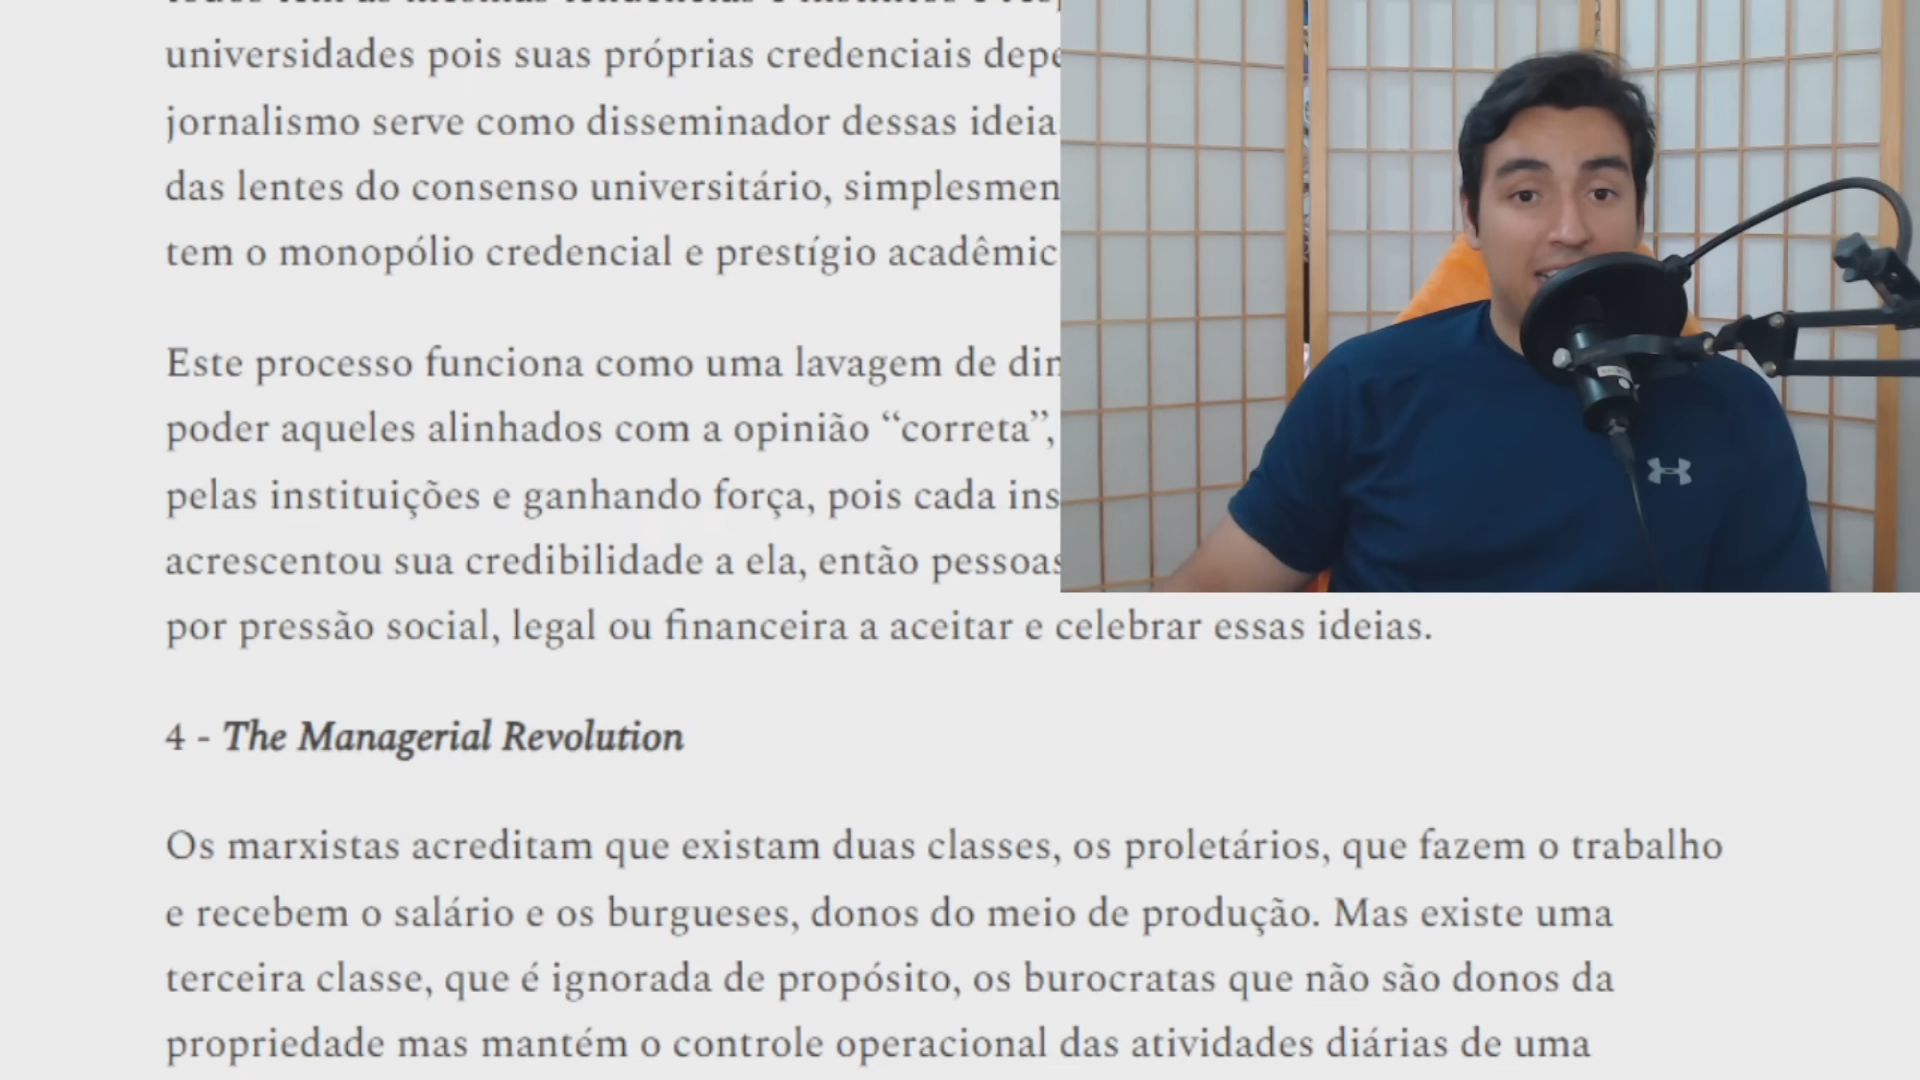 universidades pois suas próprias credenciais depe
jornalismo serve como disseminador dessas ideia
das lentes do consenso universitário, simplesmen
tem o monopólio credencial e prestígio acadêmic
Este processo funciona como uma lavagem de din
poder aqueles alinhados com a opinião “correta”,
pelas instituições e ganhando força, pois cada ins
acrescentou sua credibilidade a ela, então pessoas
por pressão social, legal ou financeira a aceitar e celebrar essas ideias.
4 - The Managerial Revolution
Os marxistas acreditam que existam duas classes, os proletários, que fazem o trabalho
e recebem o salário e os burgueses, donos do meio de produção. Mas existe uma
terceira classe, que é ignorada de propósito, os burocratas que não são donos da
propriedade mas mantém o controle operacional das atividades diárias de uma